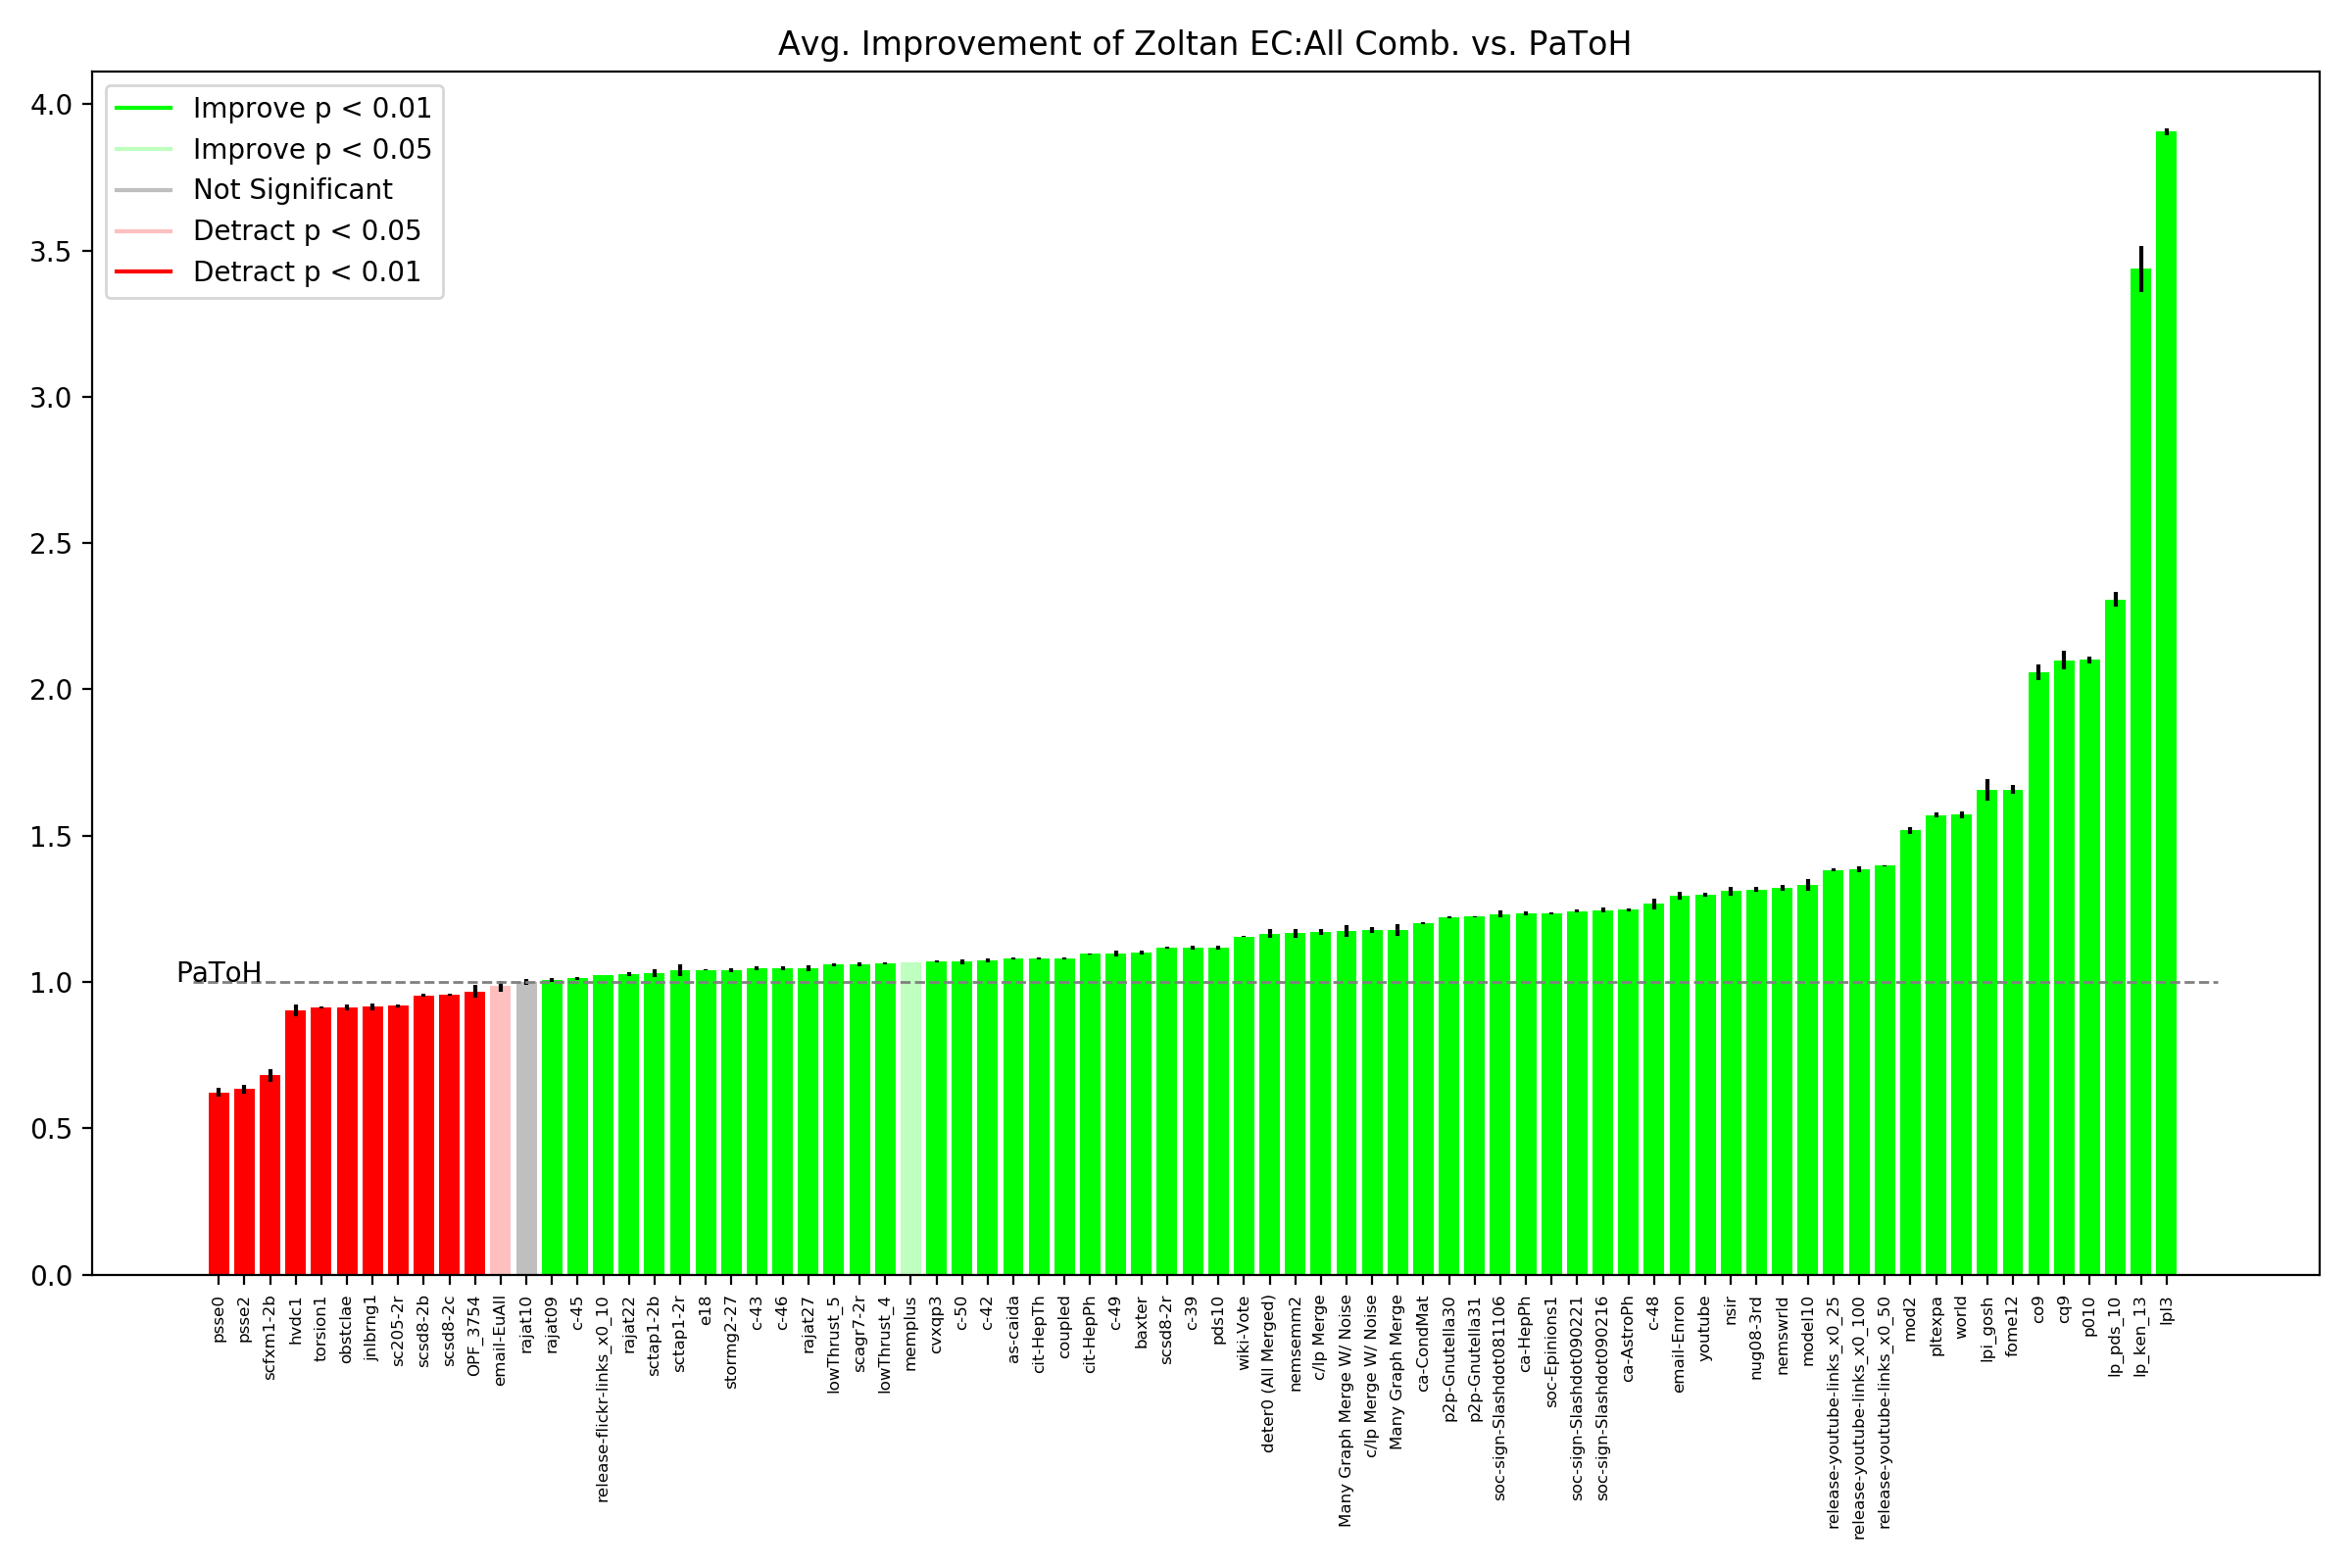 Avg. Improvement of Zoltan EC:All Comb. vs. PaToH
Improve p < 0.01
Improve p < 0.05
Not Significant
Detract p < 0.05
Detract p < 0.01
4.0
3.5
3.0
2.5
2.0
1.5
1.0
0.5
0.0
PaToH
psse0
psse2
scfxm1-2b
hvdc1
torsion1
obstclae
jnlbrng1
sc205-2r
scsd8-2b
scsd8-2c
OPF_3754
email-EuAll
rajat10
rajat09
c-45
release-flickr-links_x0_10
rajat22
sctap1-2b
sctap1-2r
e18
stormg2-27
c-43
c-46
rajat27
lowThrust_5
scagr7-2r
lowThrust_4
memplus
cvxqp3
c-50
c-42
as-caida
cit-HepTh
coupled
cit-HepPh
c-49
baxter
scsd8-2r
c-39
pds10
wiki-Vote
deter0 (All Merged)
nemsemm2
c/lp Merge
Many Graph Merge W/ Noise
c/lp Merge W/ Noise
Many Graph Merge
ca-CondMat
p2p-Gnutella30
p2p-Gnutella31
soc-sign-Slashdot081106
ca-HepPh
soc-Epinions1
soc-sign-Slashdot090221
soc-sign-Slashdot090216
ca-AstroPh
c-48
email-Enron
youtube
nsir
nug08-3rd
nemswrld
model10
release-youtube-links_x0_25
release-youtube-links_x0_100
release-youtube-links_x0_50
mod2
pltexpa
world
lpi_gosh
fome12
co9
cq9
p010
lp_pds_10
lp_ken_13
lpl3